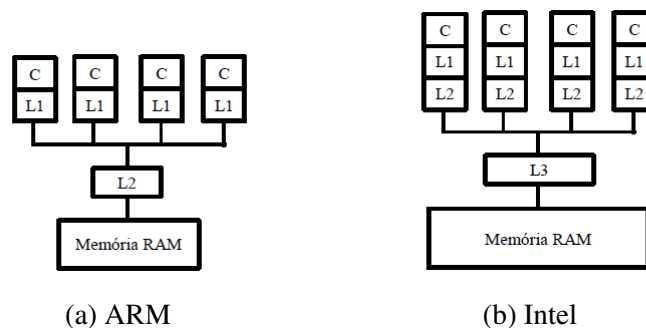 C C C C
L1 L1 L1 L1
L2
Memória RAM
(a) ARM
C C C C
L1 L1 L1 L1
L2 L2 L2 L2
L3
Memória RAM
(b) Intel